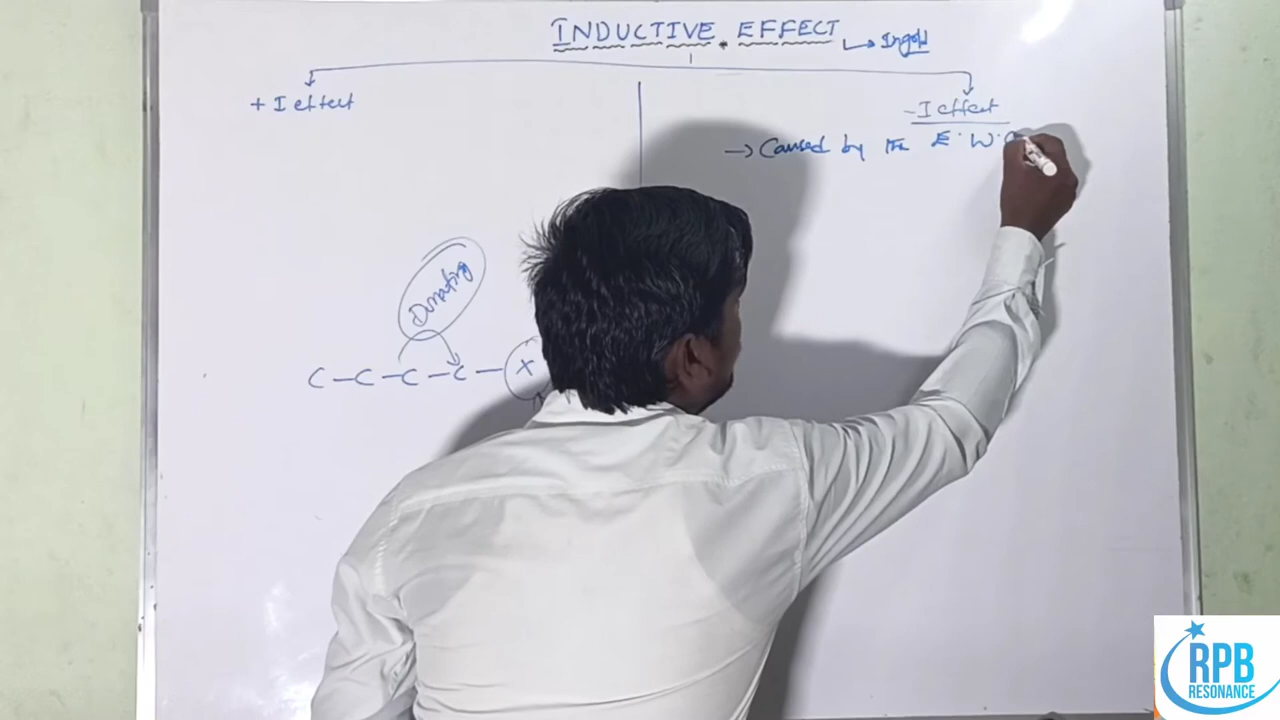 INDUCTIVE EFFECT → Ingold
+ I effect
- I effect
→ Caused by the E.W.G
Donating
C - C - C - C - X
RPB
RESONANCE